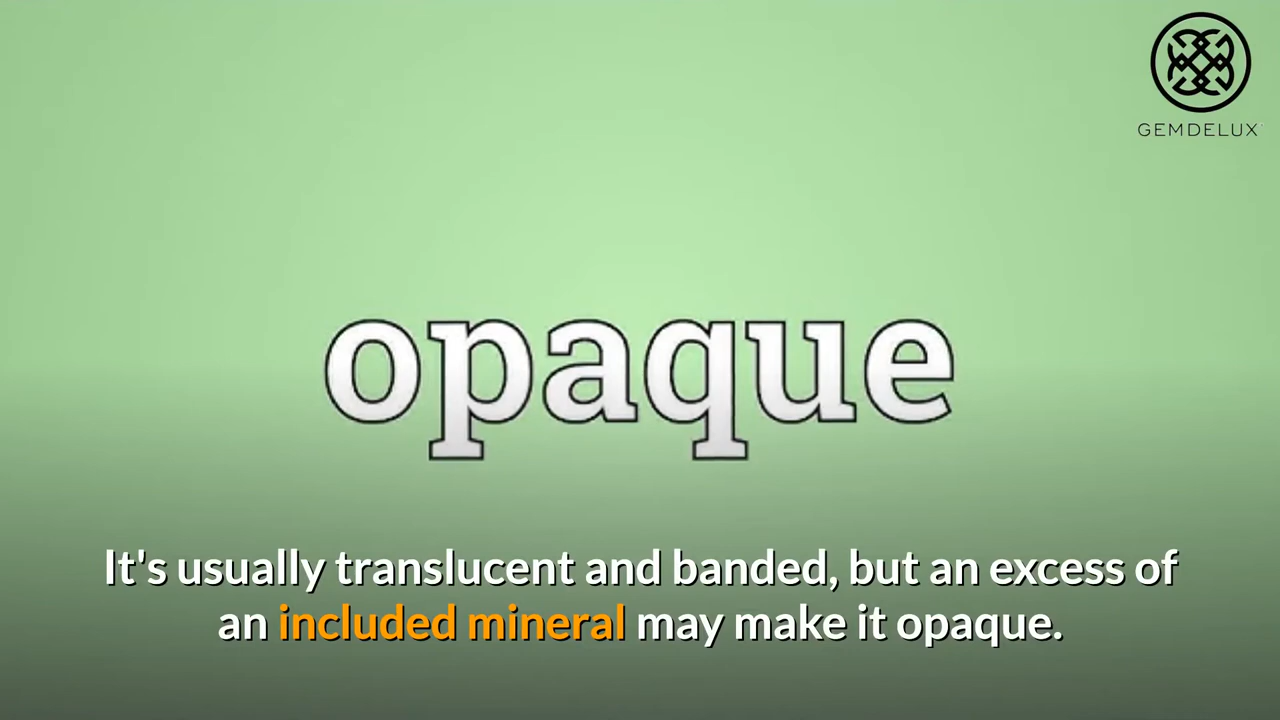 GEMDELUX
opaque
It's usually translucent and banded, but an excess of
an included mineral may make it opaque.